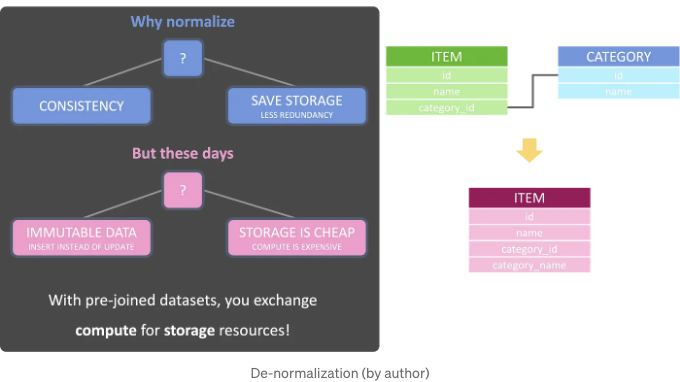 Why normalize
?
CONSISTENCY
SAVE STORAGE
LESS REDUNDANCY
But these days
?
IMMUTABLE DATA
INSERT INSTEAD OF UPDATE
STORAGE IS CHEAP
COMPUTE IS EXPENSIVE
With pre-joined datasets, you exchange
compute for storage resources!
ITEM
id
name
category_id
CATEGORY
id
name
ITEM
id
name
category_id
category_name
De-normalization (by author)